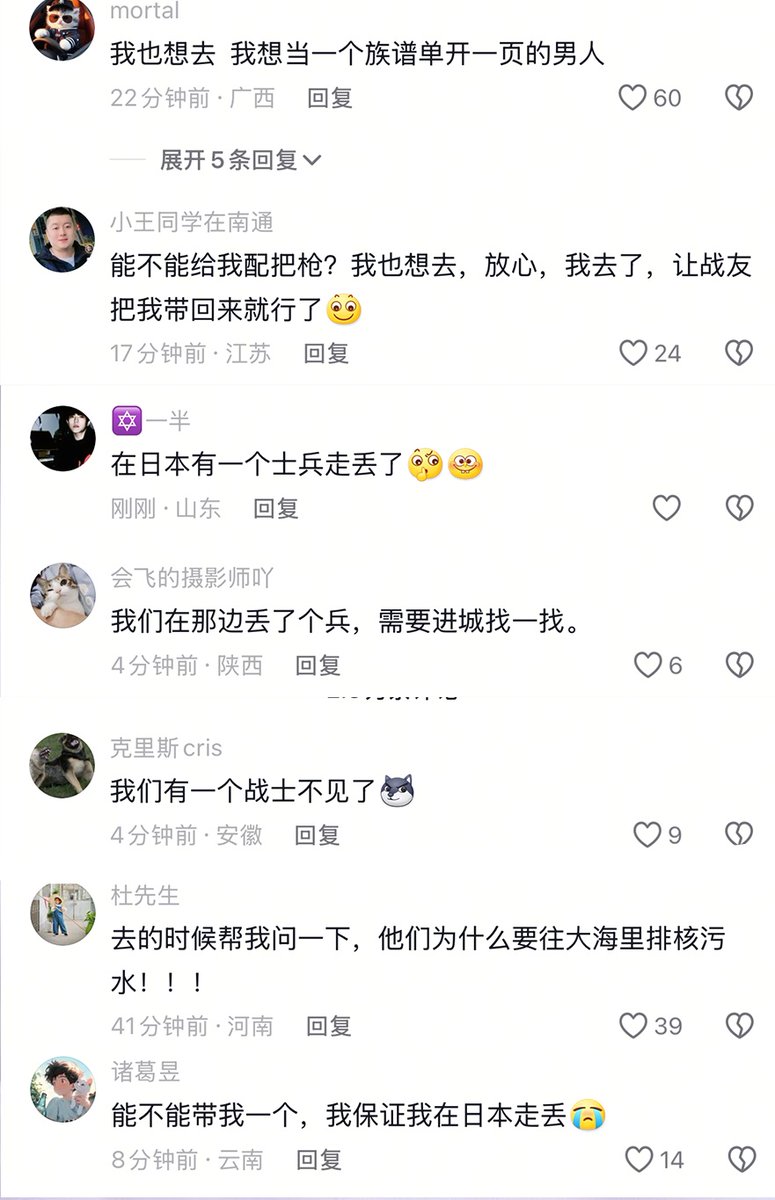 mortal
我也想去 我想当一个族谱单开一页的男人
22分钟前·广西 回复 60
展开5条回复
小王同学在南通
能不能给我配把枪？我也想去，放心，我去了，让战友
把我带回来就行了
17分钟前·江苏 回复 24
一半
在日本有一个士兵走丢了
刚刚·山东 回复
会飞的摄影师吖
我们在那边丢了个兵，需要进城找一找。
4分钟前·陕西 回复 6
克里斯cris
我们有一个战士不见了
4分钟前·安徽 回复 9
杜先生
去的时候帮我问一下，他们为什么要往大海里排核污
水！！！
41分钟前·河南 回复 39
诸葛昱
能不能带我一个，我保证我在日本走丢
8分钟前·云南 回复 14